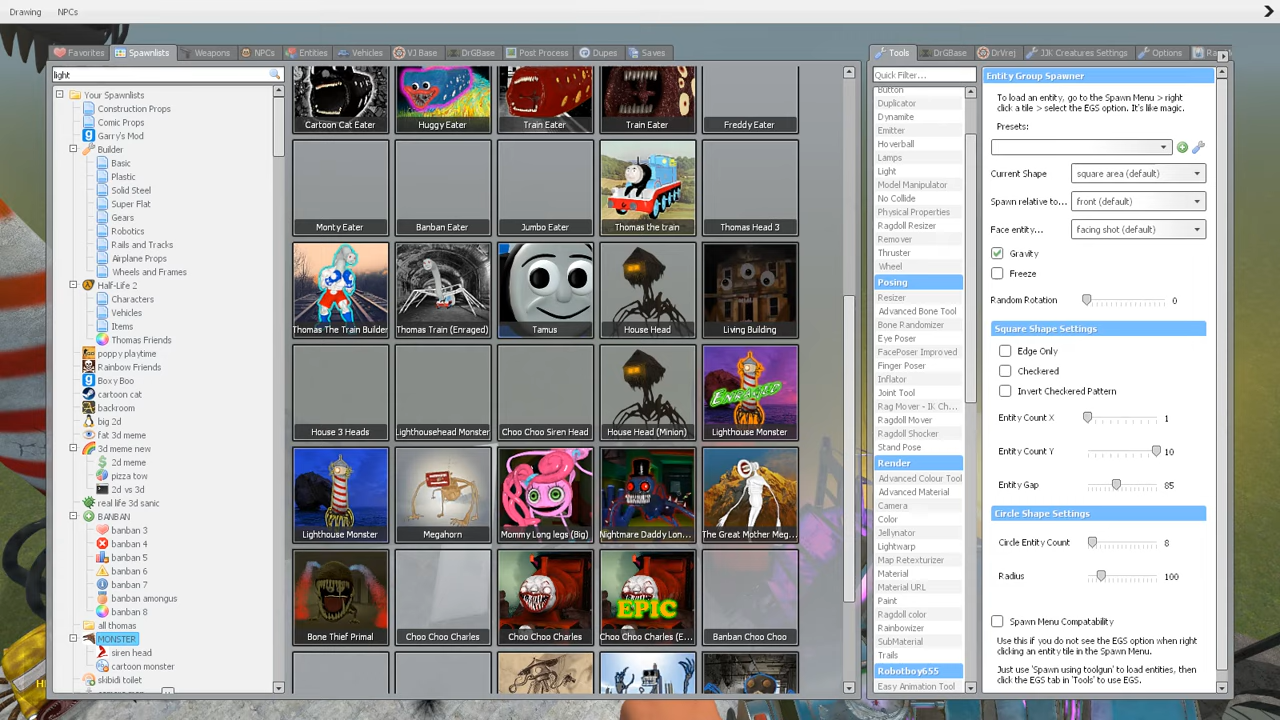 Drawing NPCs
Favorites Spawnlists Weapons NPCs Entities Vehicles VJ Base DrGBase Post Process Dupes Saves
light
Your Spawnlists
Construction Props
Comic Props
Garry's Mod
Builder
Basic
Plastic
Solid Steel
Super Flat
Gears
Robotics
Rails and Tracks
Airplane Props
Wheels and Frames
Half-Life 2
Characters
Vehicles
Items
Thomas Friends
poppy playtime
Rainbow Friends
Boxy Boo
cartoon cat
backroom
big 2d
fat 3d meme
3d meme new
2d meme
pizza tow
2d vs 3d
real life 3d sanic
BANBAN
banban 3
banban 4
banban 5
banban 6
banban 7
banban amongus
banban 8
all thomas
MONSTER
siren head
cartoon monster
skibidi toilet
Cartoon Cat Eater Huggy Eater Train Eater Train Eater Freddy Eater
Monty Eater Banban Eater Jumbo Eater Thomas the train Thomas Head 3
Thomas The Train Builder Thomas Train (Enraged) Tamus House Head Living Building
ENRAGED
House 3 Heads Lighthousehead Monster Choo Choo Siren Head House Head (Minion) Lighthouse Monster
Lighthouse Monster Megahorn Mommy Long legs (Big) Nightmare Daddy Lon... The Great Mother Meg...
EPIC
Bone Thief Primal Choo Choo Charles Choo Choo Charles Choo Choo Charles (E... Banban Choo Choo
Tools DrGBase DrVrej JJK Creatures Settings Options
Quick Filter...
Button
Duplicator
Dynamite
Emitter
Hoverball
Lamps
Light
Model Manipulator
No Collide
Physical Properties
Ragdoll Resizer
Remover
Thruster
Wheel
Posing
Resizer
Advanced Bone Tool
Bone Randomizer
Eye Poser
FacePoser Improved
Finger Poser
Inflator
Joint Tool
Rag Mover - IK Ch...
Ragdoll Mover
Ragdoll Shocker
Stand Pose
Render
Advanced Colour Tool
Advanced Material
Camera
Color
Jellynator
Lightwarp
Map Retexturizer
Material
Material URL
Paint
Ragdoll color
Rainbowizer
SubMaterial
Trails
Robotboy655
Easy Animation Tool
Entity Group Spawner
To load an entity, go to the Spawn Menu > right
click a tile > select the EGS option. It's like magic.
Presets:
Current Shape square area (default)
Spawn relative to... front (default)
Face entity... facing shot (default)
Gravity
Freeze
Random Rotation 0
Square Shape Settings
Edge Only
Checkered
Invert Checkered Pattern
Entity Count X 1
Entity Count Y 10
Entity Gap 85
Circle Shape Settings
Circle Entity Count 8
Radius 100
Spawn Menu Compatability
Use this if you do not see the EGS option when right
clicking an entity tile in the Spawn Menu.
Just use 'Spawn using toolgun' to load entities, then
click the EGS tab in 'Tools' to use EGS.